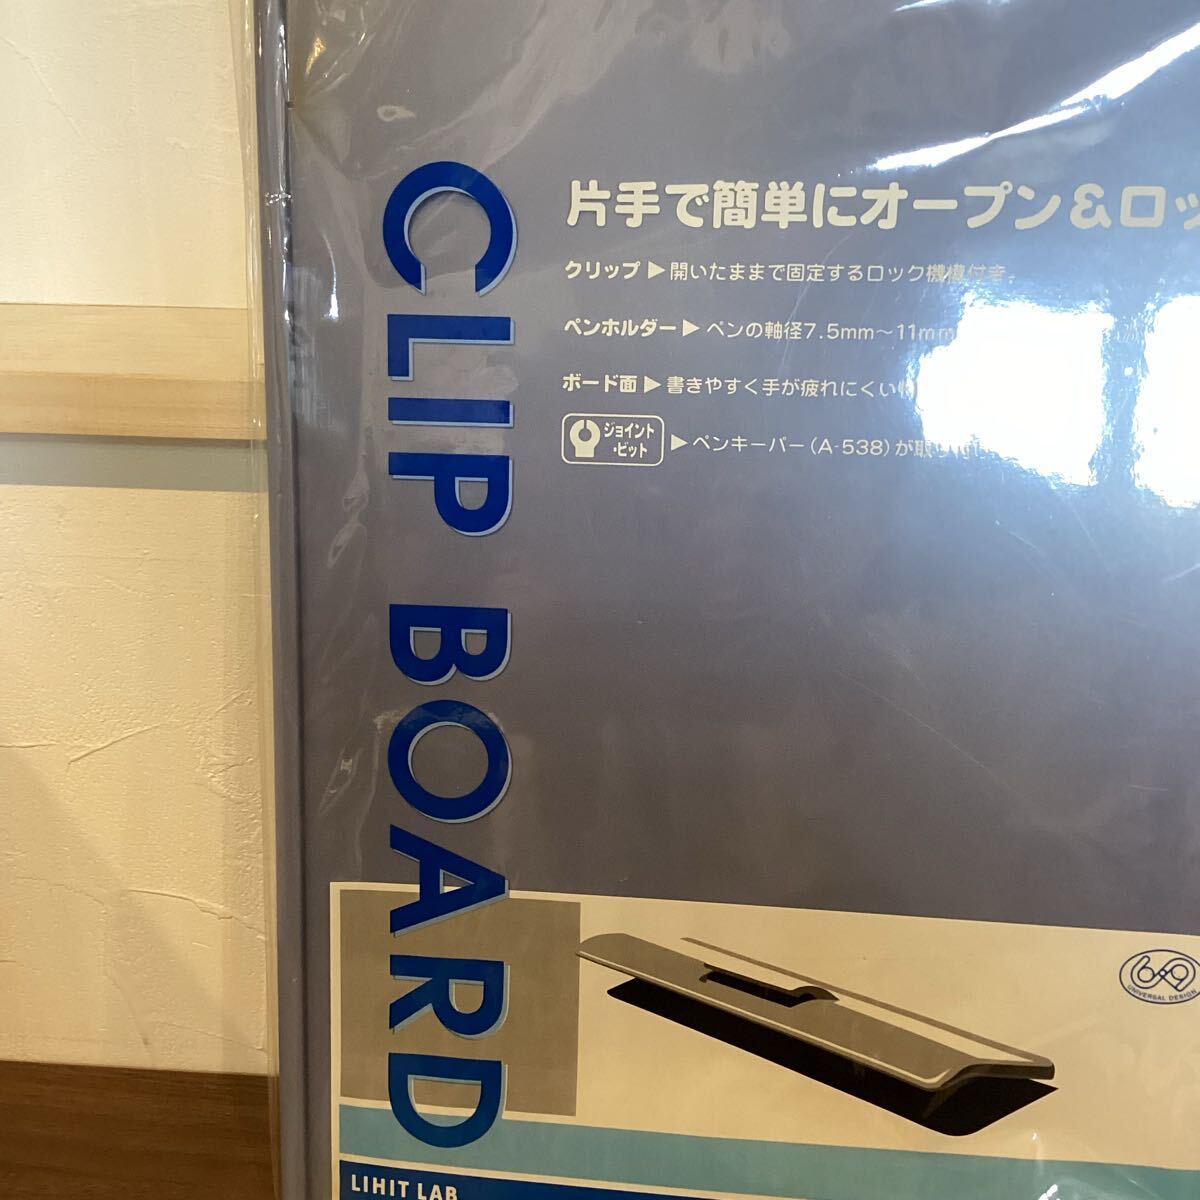 CLIP BOARD
片手で簡単にオープン&ロッ
クリップ▶開いたままで固定するロック機構付き。
ペンホルダー▶ペンの軸径7.5mm〜11mm
ボード面▶書きやすく手が疲れにくい
ジョイント
・ビット
▶ペンキーパー(A-538)が取り付
69
UNIVERSAL DESIGN
LIHIT LAB